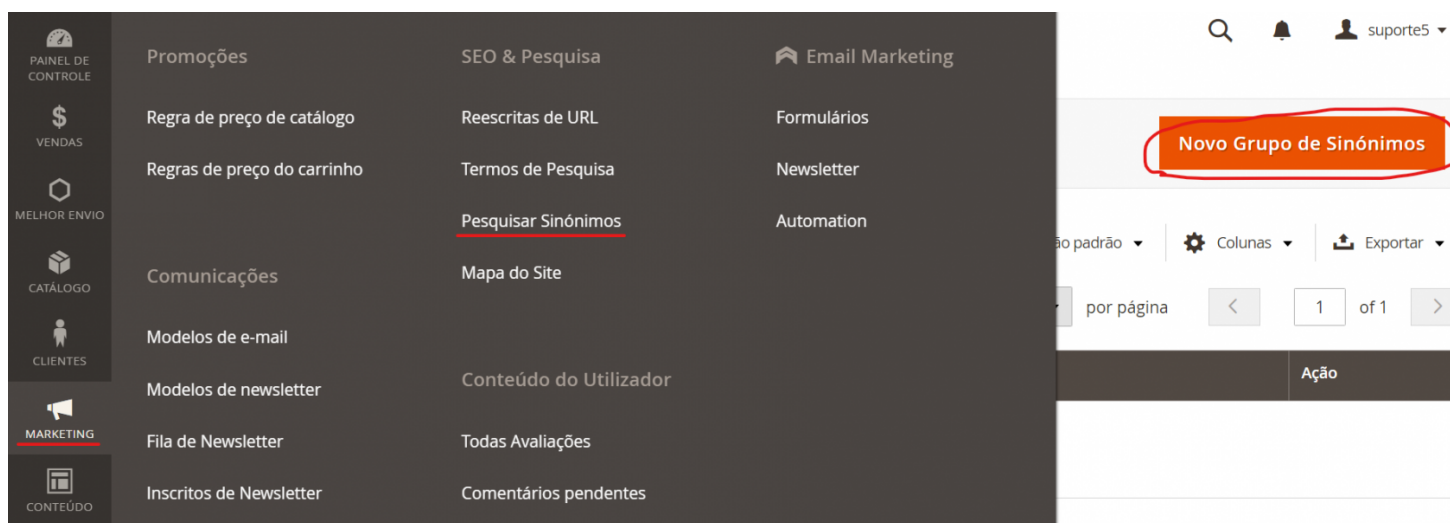 PAINEL DE
CONTROLE
VENDAS
MELHOR ENVIO
CATÁLOGO
CLIENTES
MARKETING
CONTEÚDO
Promoções
Regra de preço de catálogo
Regras de preço do carrinho
Comunicações
Modelos de e-mail
Modelos de newsletter
Fila de Newsletter
Inscritos de Newsletter
SEO & Pesquisa
Reescritas de URL
Termos de Pesquisa
Pesquisar Sinónimos
Mapa do Site
Conteúdo do Utilizador
Todas Avaliações
Comentários pendentes
Email Marketing
Formulários
Newsletter
Automation
suporte5
Novo Grupo de Sinónimos
ão padrão
Colunas
Exportar
por página
1 of 1
Ação